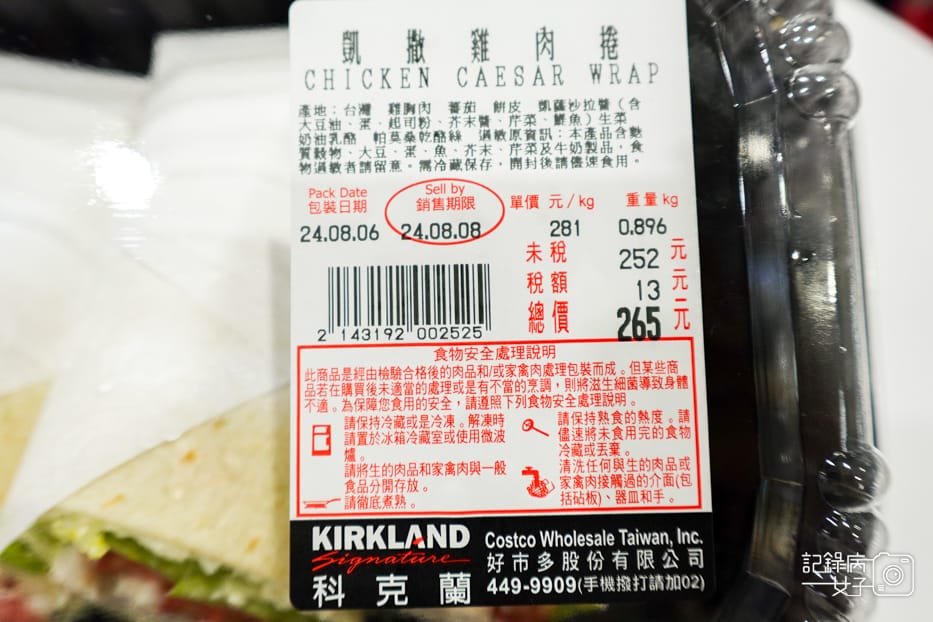 凱撒雞肉捲
CHICKEN CAESAR WRAP
產地：台灣 雞胸肉 蕃茄 餅皮 凱薩沙拉醬（含
大豆油、蛋、起司粉、芥末醬、芹菜、鯷魚）生菜
奶油乳酪 帕莫桑乾酪絲 過敏原資訊：本產品含麩
質穀物、大豆、蛋、魚、芥末、芹菜及牛奶製品，食
物過敏者請留意。需冷藏保存，開封後請儘速食用。
Pack Date Sell by
包裝日期 銷售期限 單價 元/kg 重量 kg
24.08.06 24.08.08 281 0.896
未稅 252 元
稅額 13 元
總價 265 元
2 143192 002525
食物安全處理說明
此商品是經由檢驗合格後的肉品和/或家禽肉處理包裝而成。但某些商
品若在購買後未適當的處理或是有不當的烹調，則將滋生細菌導致身體
不適。為保障您食用的安全，請遵照下列食物安全處理說明。
請保持冷藏或是冷凍。解凍時
請置於冰箱冷藏室或使用微波
爐。
請將生的肉品和家禽肉與一般
食品分開存放。
請徹底煮熟。
請保持熟食的熱度。請
儘速將未食用完的食物
冷藏或丟棄。
清洗任何與生的肉品或
家禽肉接觸過的介面(包
括砧板)、器皿和手。
KIRKLAND
Signature
科克蘭
Costco Wholesale Taiwan, Inc.
好市多股份有限公司
449-9909(手機撥打請加02)
記錄病
女子